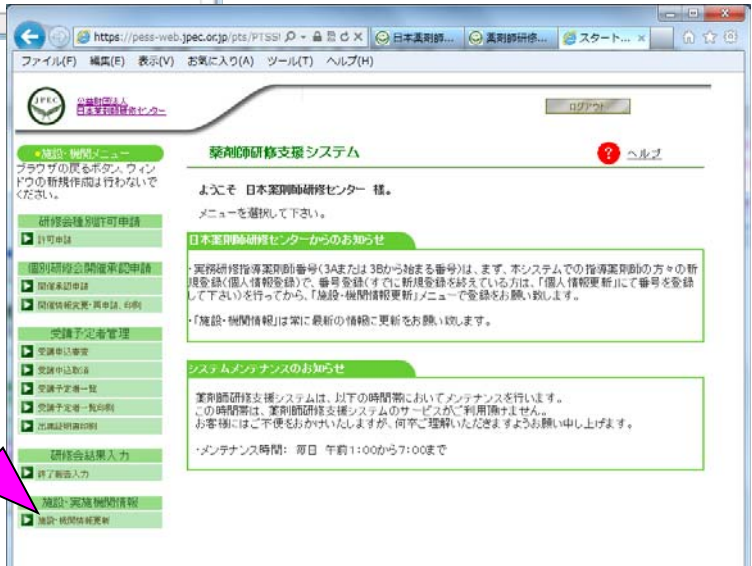 https://pess-web.jpec.or.jp/pts/PTSS!
日本薬剤師...
薬剤師研修...
スタート...
ファイル(F) 編集(E) 表示(V) お気に入り(A) ツール(T) ヘルプ(H)
JPEC
公益財団法人
日本薬剤師研修センター
ログアウト
施設・機関メニュー
ブラウザの戻るボタン、ウィン
ドウの新規作成は行わないで
ください。
研修会種別許可申請
許可申請
個別研修会開催承認申請
開催承認申請
開催情報変更・再申請、印刷
受講予定者管理
受講申込審査
受講申込取消
受講予定者一覧
受講予定者一覧印刷
出席証明書印刷
研修会結果入力
終了報告入力
施設・実施機関情報
施設・機関情報更新
薬剤師研修支援システム
? ヘルプ
ようこそ 日本薬剤師研修センター 様。
メニューを選択して下さい。
日本薬剤師研修センターからのお知らせ
・実務研修指導薬剤師番号(3Aまたは3Bから始まる番号)は、まず、本システムでの指導薬剤師の方々の新
規登録(個人情報登録)で、番号登録(すでに新規登録を終えている方は、「個人情報更新」にて番号を登録
して下さい)を行ってから、「施設・機関情報更新」メニューで登録をお願い致します。
・「施設・機関情報」は常に最新の情報に更新をお願い致します。
システムメンテナンスのお知らせ
薬剤師研修支援システムは、以下の時間帯においてメンテナンスを行います。
この時間帯は、薬剤師研修支援システムのサービスがご利用頂けません。
お客様にはご不便をおかけいたしますが、何卒ご理解いただきますようお願い申し上げます。
・メンテナンス時間: 毎日 午前1:00から7:00まで